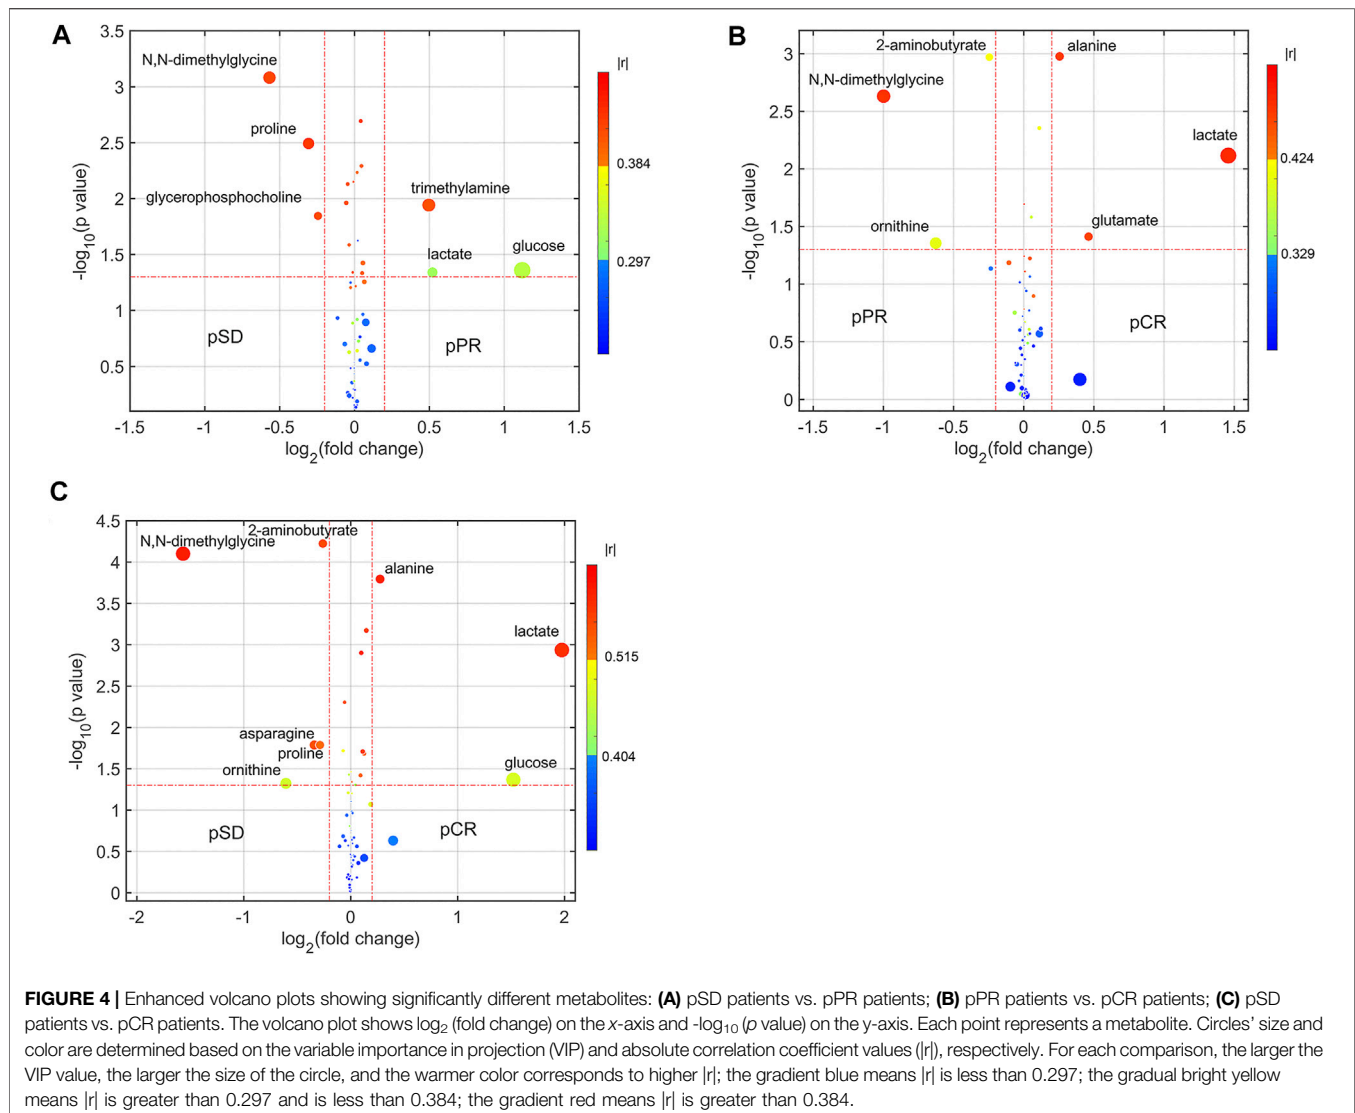 A
3.5
3
2.5
2
1.5
1
0.5
-log10(p value)
N,N-dimethylglycine
proline
glycerophosphocholine
trimethylamine
lactate
glucose
pSD
pPR
-1.5 -1 -0.5 0 0.5 1 1.5
log2(fold change)
|r|
0.384
0.297
B
3
2.5
2
1.5
1
0.5
0
-log10(p value)
2-aminobutyrate
alanine
N,N-dimethylglycine
lactate
ornithine
glutamate
pPR
pCR
-1.5 -1 -0.5 0 0.5 1 1.5
log2(fold change)
|r|
0.424
0.329
C
4.5
4
3.5
3
2.5
2
1.5
1
0.5
0
-log10(p value)
2-aminobutyrate
N,N-dimethylglycine
alanine
lactate
asparagine
proline
ornithine
glucose
pSD
pCR
-2 -1 0 1 2
log2(fold change)
|r|
0.515
0.404
FIGURE 4 | Enhanced volcano plots showing significantly different metabolites: (A) pSD patients vs. pPR patients; (B) pPR patients vs. pCR patients; (C) pSD
patients vs. pCR patients. The volcano plot shows log2 (fold change) on the x-axis and -log10 (p value) on the y-axis. Each point represents a metabolite. Circles' size and
color are determined based on the variable importance in projection (VIP) and absolute correlation coefficient values (|r|), respectively. For each comparison, the larger the
VIP value, the larger the size of the circle, and the warmer color corresponds to higher |r|; the gradient blue means |r| is less than 0.297; the gradual bright yellow
means |r| is greater than 0.297 and is less than 0.384; the gradient red means |r| is greater than 0.384.